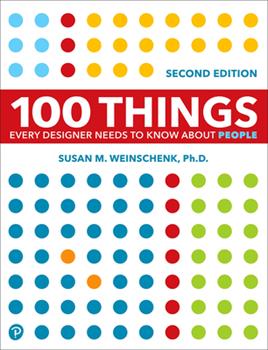 SECOND EDITION
100 THINGS
EVERY DESIGNER NEEDS TO KNOW ABOUT PEOPLE
SUSAN M. WEINSCHENK, Ph.D.
P